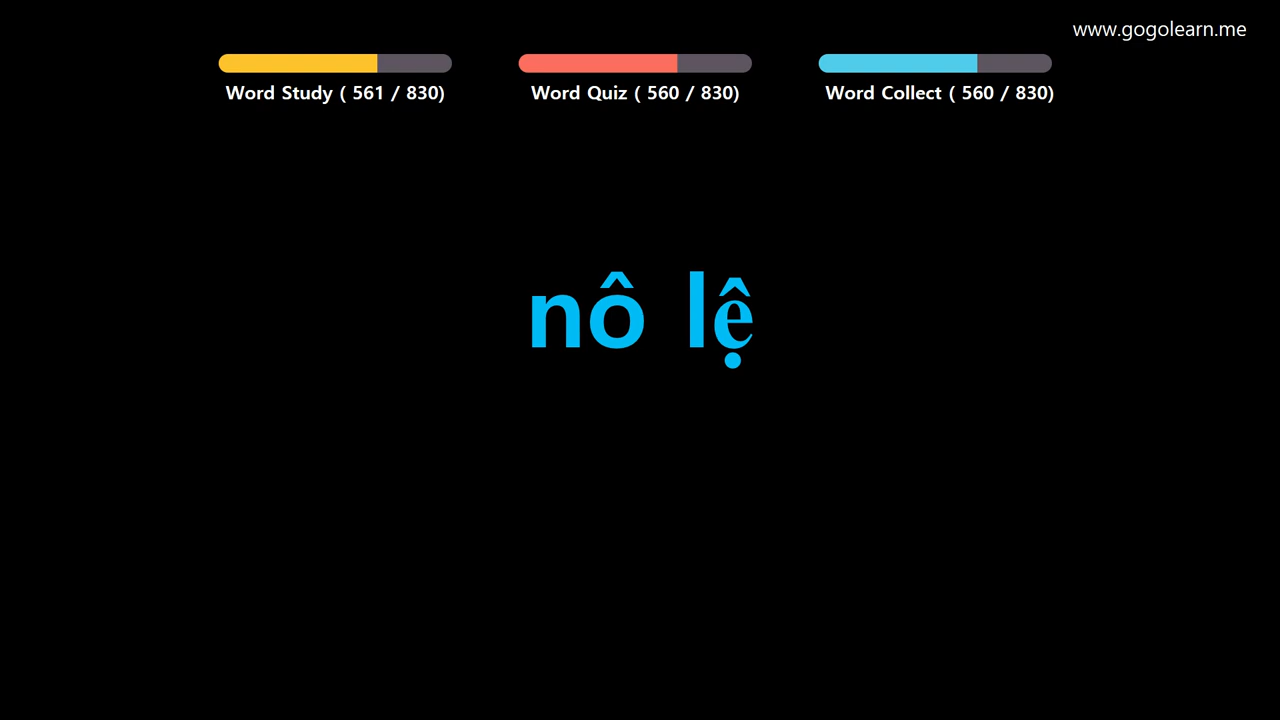 www.gogolearn.me
Word Study ( 561 / 830)
Word Quiz ( 560 / 830)
Word Collect ( 560 / 830)
nô lệ